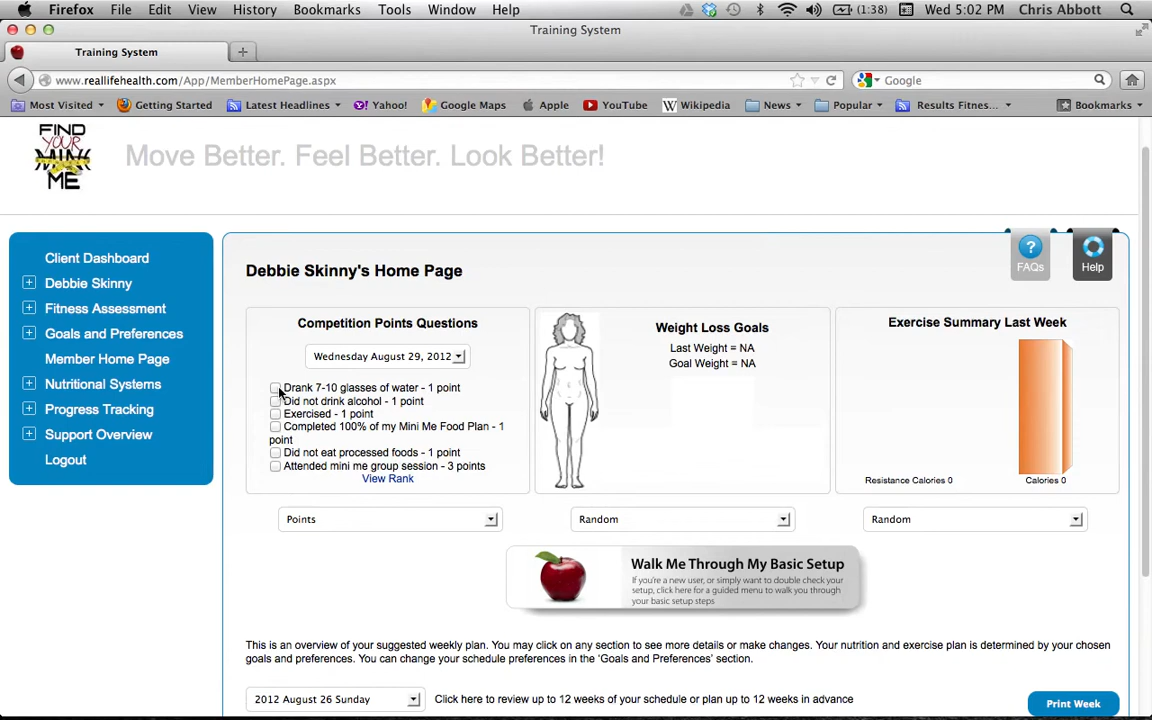 Firefox File Edit View History Bookmarks Tools Window Help (1:38) Wed 5:02 PM Chris Abbott
Training System
Training System
www.reallifehealth.com/App/MemberHomePage.aspx Google
Most Visited Getting Started Latest Headlines Yahoo! Google Maps Apple YouTube Wikipedia News Popular Results Fitnes... Bookmarks
FIND
YOUR
MINI
ME
Move Better. Feel Better. Look Better!
Client Dashboard
Debbie Skinny
Fitness Assessment
Goals and Preferences
Member Home Page
Nutritional Systems
Progress Tracking
Support Overview
Logout
FAQs
Help
Debbie Skinny's Home Page
Competition Points Questions
Wednesday August 29, 2012
Drank 7-10 glasses of water - 1 point
Did not drink alcohol - 1 point
Exercised - 1 point
Completed 100% of my Mini Me Food Plan - 1
point
Did not eat processed foods - 1 point
Attended mini me group session - 3 points
View Rank
Weight Loss Goals
Last Weight = NA
Goal Weight = NA
Exercise Summary Last Week
Resistance Calories 0 Calories 0
Points
Random
Random
Walk Me Through My Basic Setup
If you're a new user, or simply want to double check your
setup, click here for a guided menu to walk you through
your basic setup steps
This is an overview of your suggested weekly plan. You may click on any section to see more details or make changes. Your nutrition and exercise plan is determined by your chosen
goals and preferences. You can change your schedule preferences in the 'Goals and Preferences' section.
2012 August 26 Sunday
Click here to review up to 12 weeks of your schedule or plan up to 12 weeks in advance
Print Week